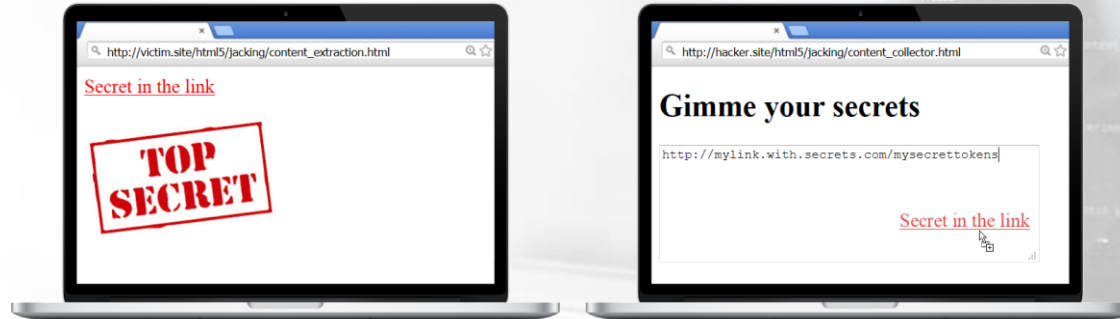 http://victim.site/html5/jacking/content_extraction.html
Secret in the link
TOP
SECRET
http://hacker.site/html5/jacking/content_collector.html
Gimme your secrets
http://mylink.with.secrets.com/mysecrettokens
Secret in the link